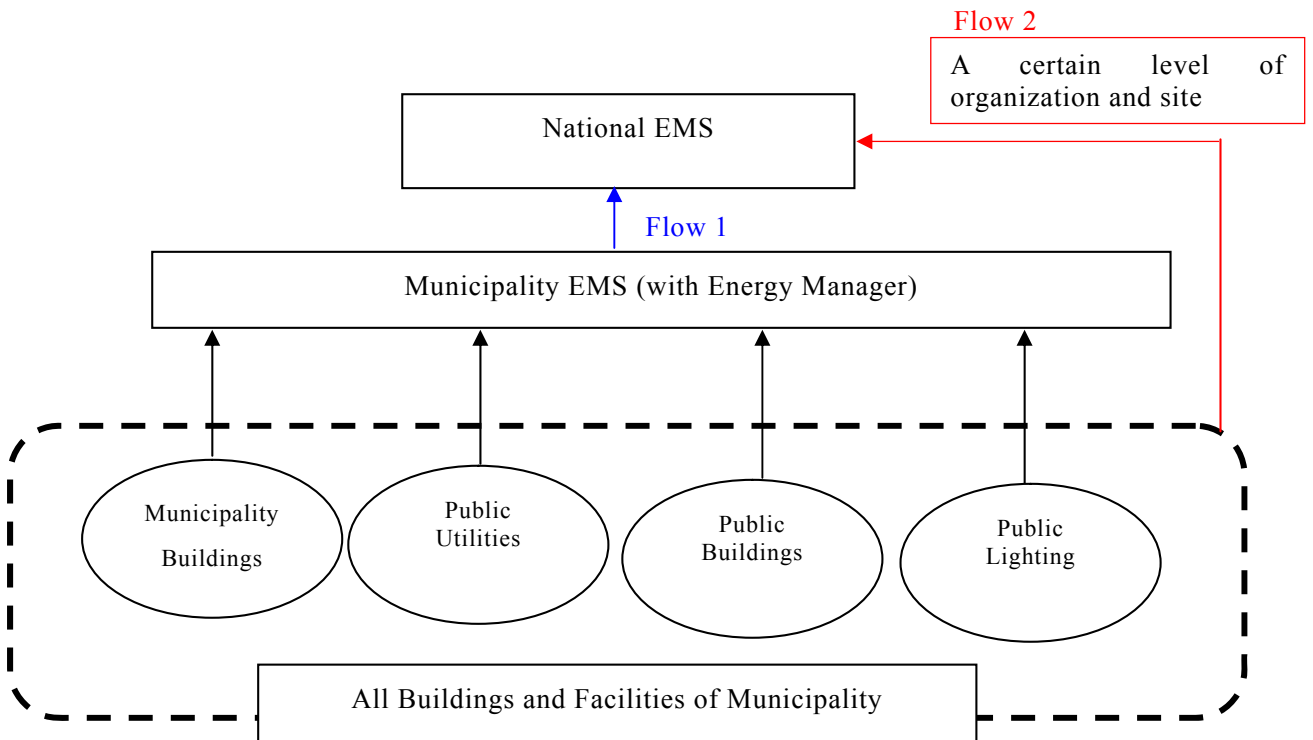 Flow 2
A certain level of
organization and site
National EMS
Flow 1
Municipality EMS (with Energy Manager)
Municipality
Buildings
Public
Utilities
Public
Buildings
Public
Lighting
All Buildings and Facilities of Municipality